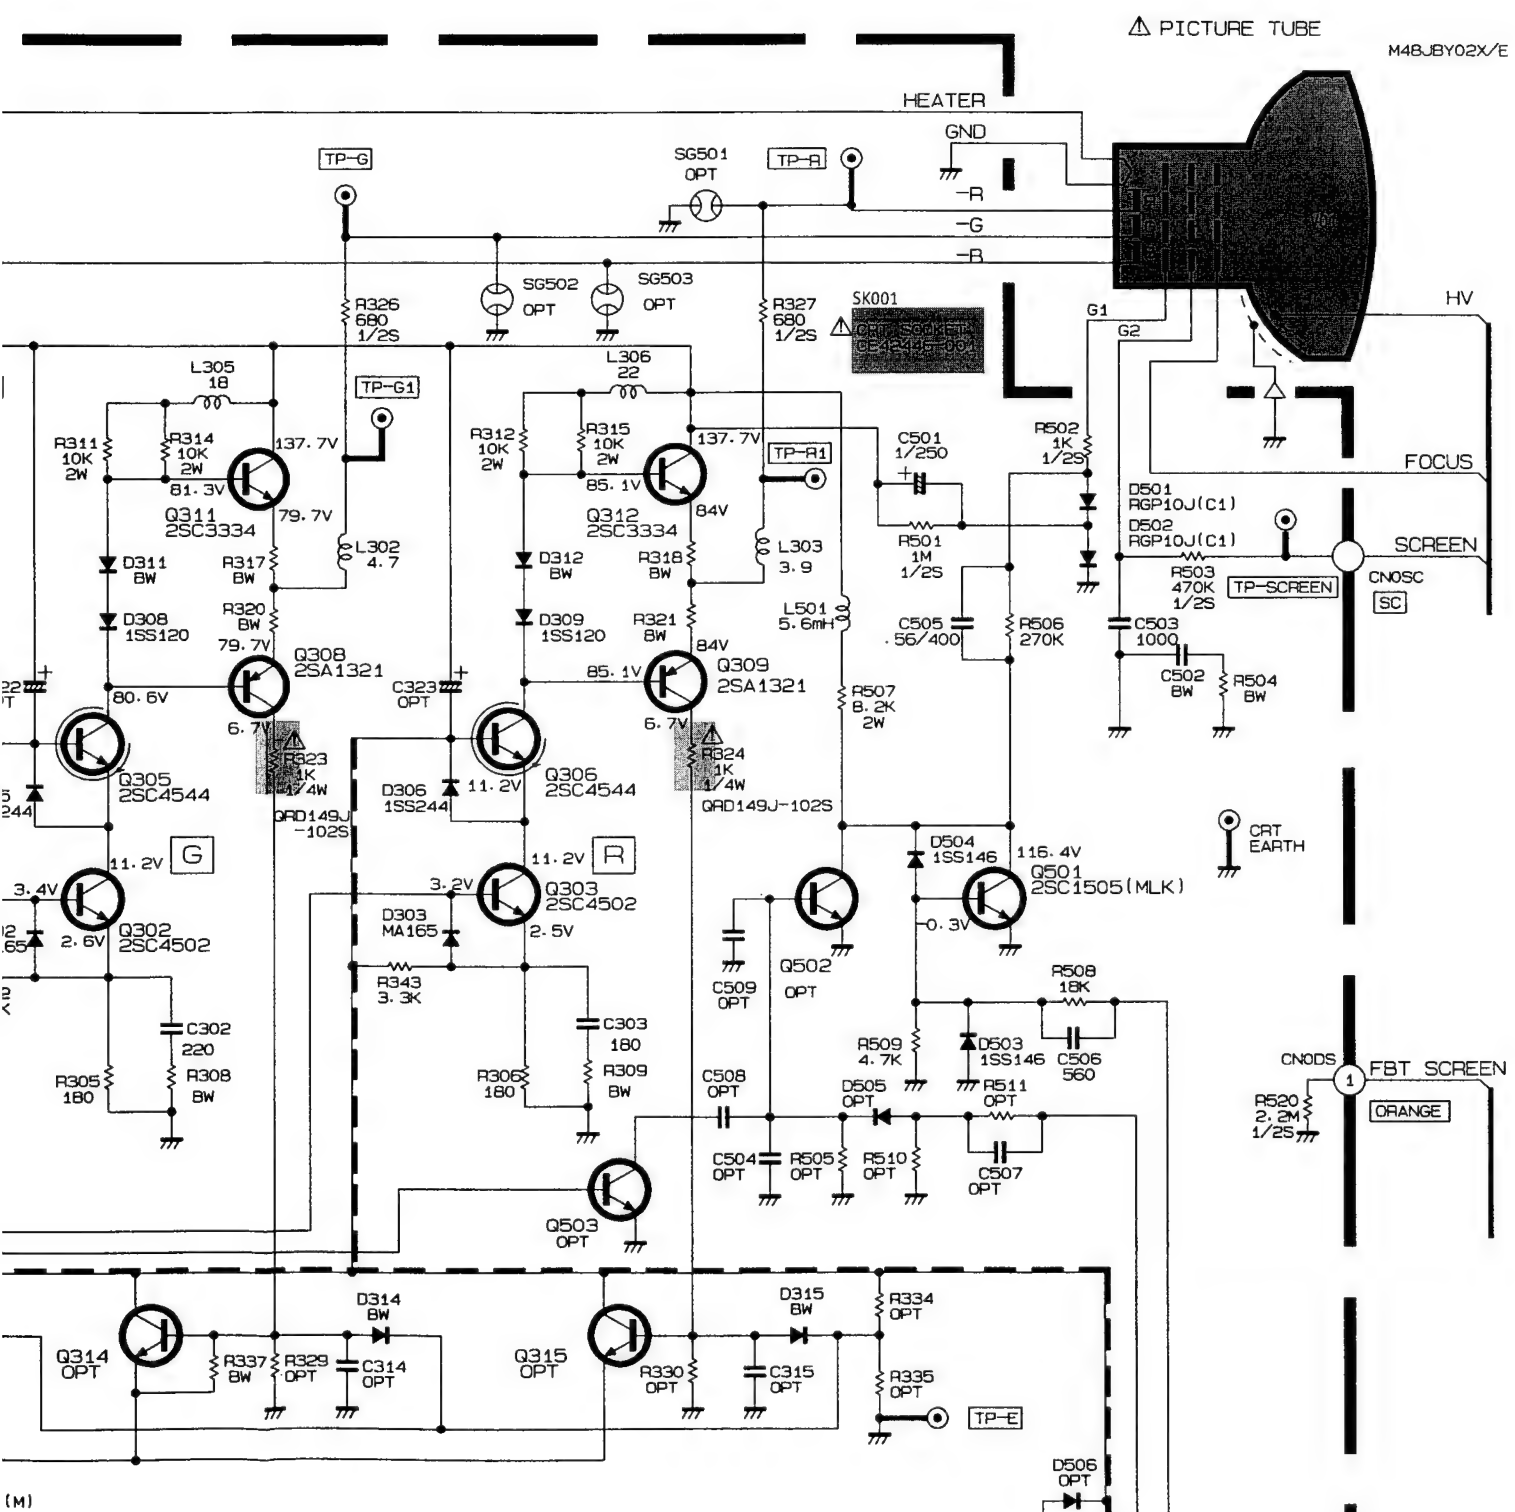 ⚠ PICTURE TUBE
M48JBY02X/E
HEATER
GND
TP-G
SG501
OPT
TP-R
-R
-G
-R
SG502
OPT
SG503
OPT
R326
680
1/2S
R327
680
1/2S
SK001
⚠ CRT SOCKET
G1
G2
HV
L305
18
TP-G1
L306
22
R311
10K
2W
R314
10K
2W
137.7V
81.3V
Q311
2SC3334
79.7V
R312
10K
2W
R315
10K
2W
137.7V
85.1V
Q312
2SC3334
84V
TP-R1
C501
1/250
+
R502
1K
1/2S
FOCUS
D501
RGP10J(C1)
D502
RGP10J(C1)
R501
1M
1/2S
SCREEN
R503
470K
1/2S
TP-SCREEN
CN0SC
SC
D311
BW
R317
BW
L302
4.7
D312
BW
R318
BW
L303
3.9
D308
1SS120
R320
BW
79.7V
Q308
2SA1321
D309
1SS120
R321
BW
84V
Q309
2SA1321
L501
5.6mH
C505
.56/400
R506
270K
C503
1000
C502
BW
R504
BW
22
+
80.6V
6.7V
C323
OPT
+
85.1V
6.7V
R507
8.2K
2W
⚠
R323
1K
1/4W
QRD149J
-102S
Q305
2SC4544
244
D306
1SS244
11.2V
Q306
2SC4544
⚠
R324
1K
1/4W
QRD149J-102S
G
11.2V
3.4V
Q302
2SC4502
2.6V
65
R
11.2V
3.2V
Q303
2SC4502
2.5V
D303
MA165
R343
3.3K
D504
1SS146
116.4V
Q501
2SC1505(MLK)
-0.3V
Q502
OPT
C509
OPT
CRT
EARTH
R508
18K
C506
560
R509
4.7K
D503
1SS146
C302
220
R305
180
R308
BW
C303
180
R306
180
R309
BW
C508
OPT
D505
OPT
R511
OPT
C507
OPT
C504
OPT
R505
OPT
R510
OPT
CN0DS
1
FBT SCREEN
ORANGE
R520
2.2M
1/2S
Q503
OPT
D314
BW
D315
BW
R334
OPT
Q314
OPT
R337
BW
R329
OPT
C314
OPT
Q315
OPT
R330
OPT
C315
OPT
R335
OPT
TP-E
D506
OPT
(M)